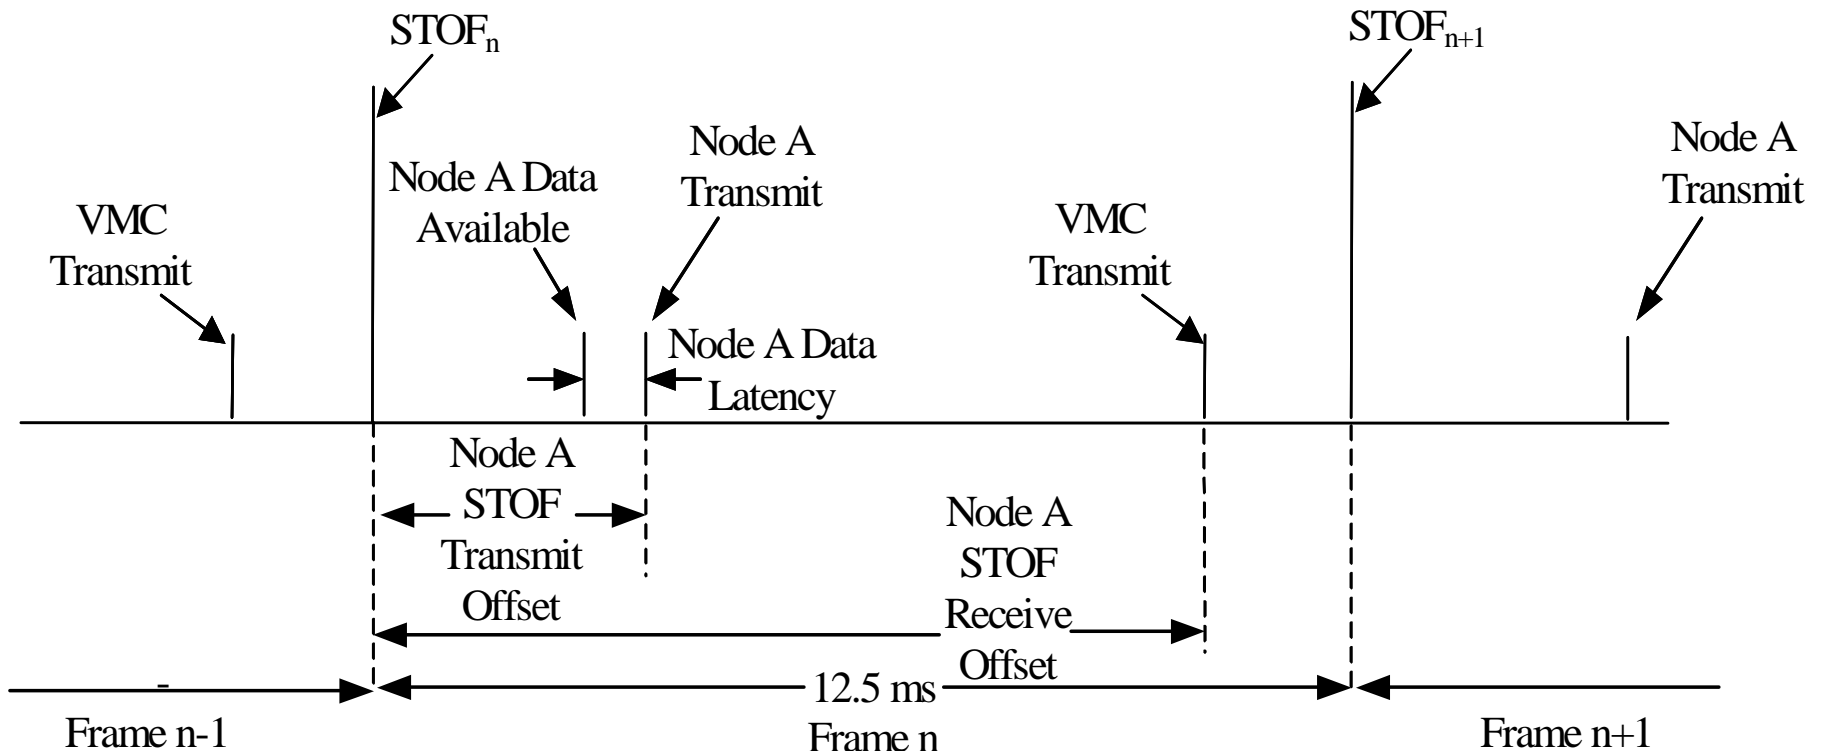 STOFn
STOFn+1
VMC
Transmit
Node A Data
Available
Node A
Transmit
VMC
Transmit
Node A
Transmit
Node A Data
Latency
Node A
STOF
Transmit
Offset
Node A
STOF
Receive
Offset
-
12.5 ms
Frame n-1
Frame n
Frame n+1